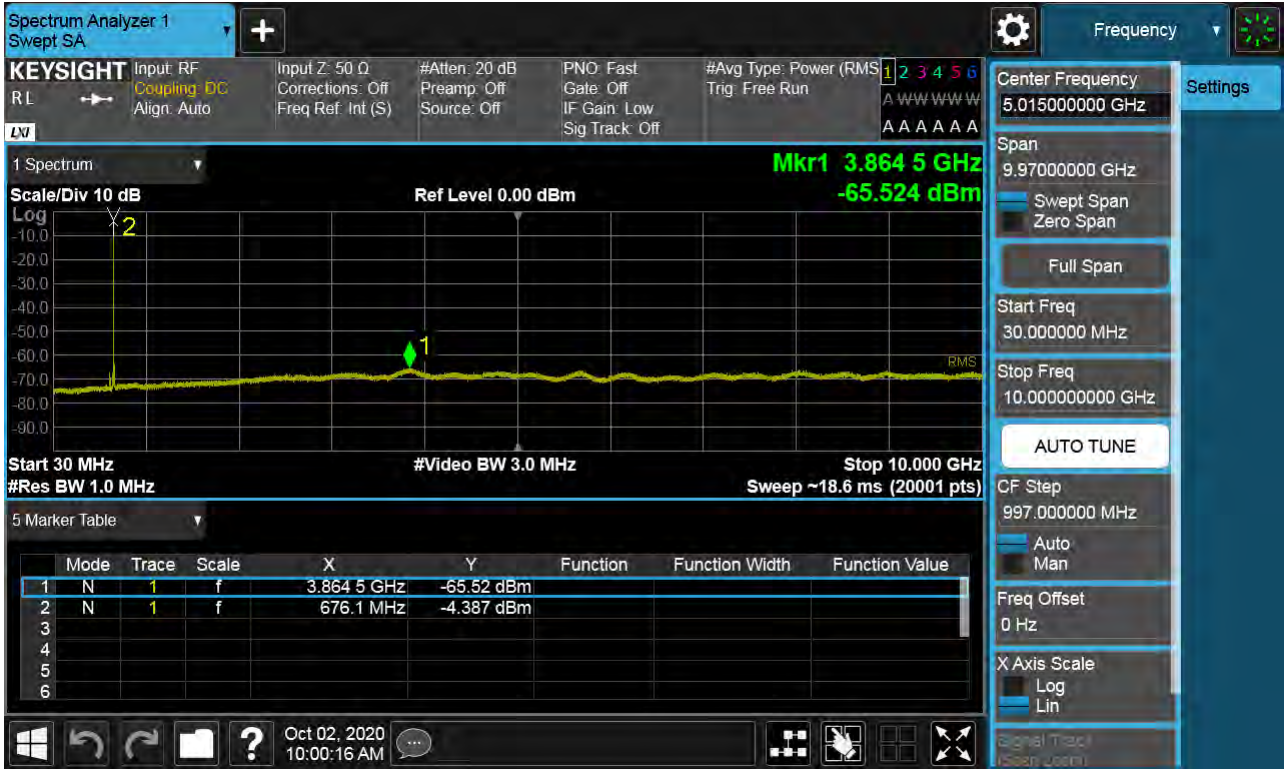 Spectrum Analyzer 1
Swept SA
+
Frequency
KEYSIGHT
RL
LXI
Input: RF
Coupling: DC
Align: Auto
Input Z: 50 Ω
Corrections: Off
Freq Ref: Int (S)
#Atten: 20 dB
Preamp: Off
Source: Off
PNO: Fast
Gate: Off
IF Gain: Low
Sig Track: Off
#Avg Type: Power (RMS
Trig: Free Run
1 2 3 4 5 6
A W W W W W
A A A A A A
1 Spectrum
Mkr1 3.864 5 GHz
Scale/Div 10 dB
Ref Level 0.00 dBm
-65.524 dBm
Log
-10.0
-20.0
-30.0
-40.0
-50.0
-60.0
-70.0
-80.0
-90.0
2
1
RMS
Start 30 MHz
#Video BW 3.0 MHz
Stop 10.000 GHz
#Res BW 1.0 MHz
Sweep ~18.6 ms (20001 pts)
5 Marker Table
Mode Trace Scale X Y Function Function Width Function Value
1 N 1 f 3.864 5 GHz -65.52 dBm
2 N 1 f 676.1 MHz -4.387 dBm
3
4
5
6
?
Oct 02, 2020
10:00:16 AM
Settings
Center Frequency
5.015000000 GHz
Span
9.97000000 GHz
Swept Span
Zero Span
Full Span
Start Freq
30.000000 MHz
Stop Freq
10.000000000 GHz
AUTO TUNE
CF Step
997.000000 MHz
Auto
Man
Freq Offset
0 Hz
X Axis Scale
Log
Lin
Signal Track
(Span Zoom)